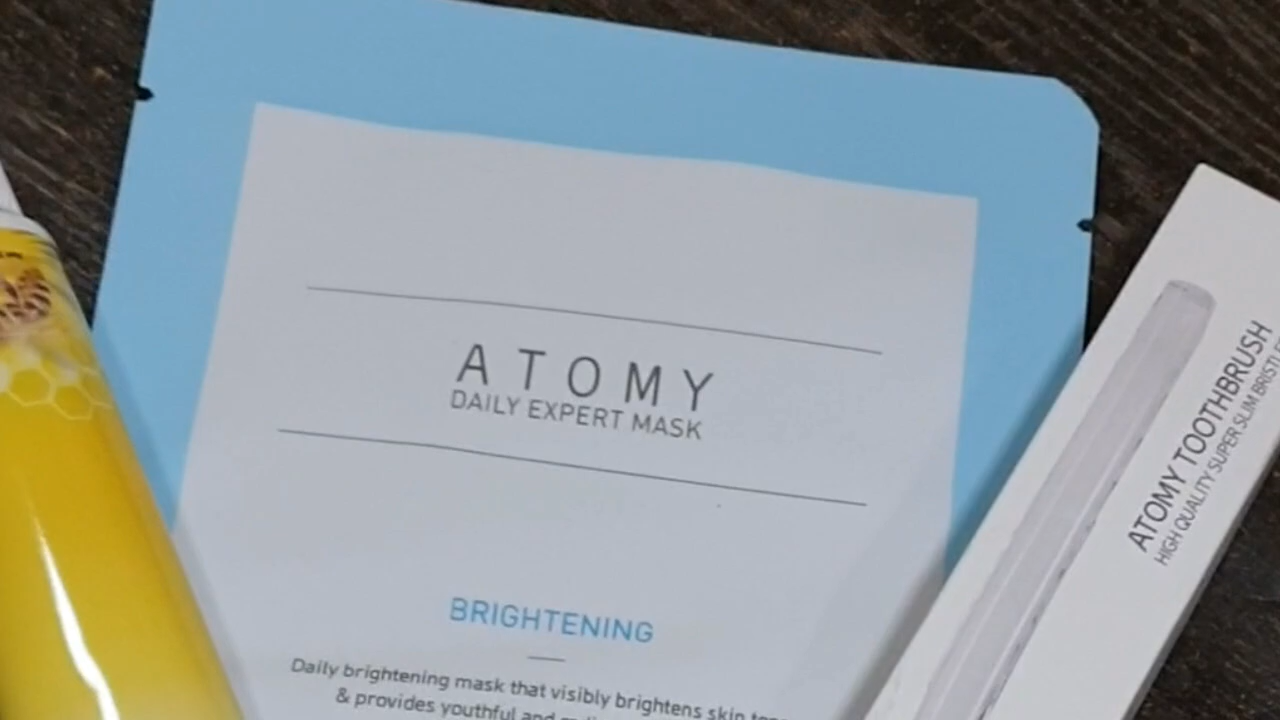 ATOMY
DAILY EXPERT MASK
BRIGHTENING
Daily brightening mask that visibly brightens skin
& provides youthful and
ATOMY TOOTHBRUSH
HIGH QUALITY SUPER SLIM